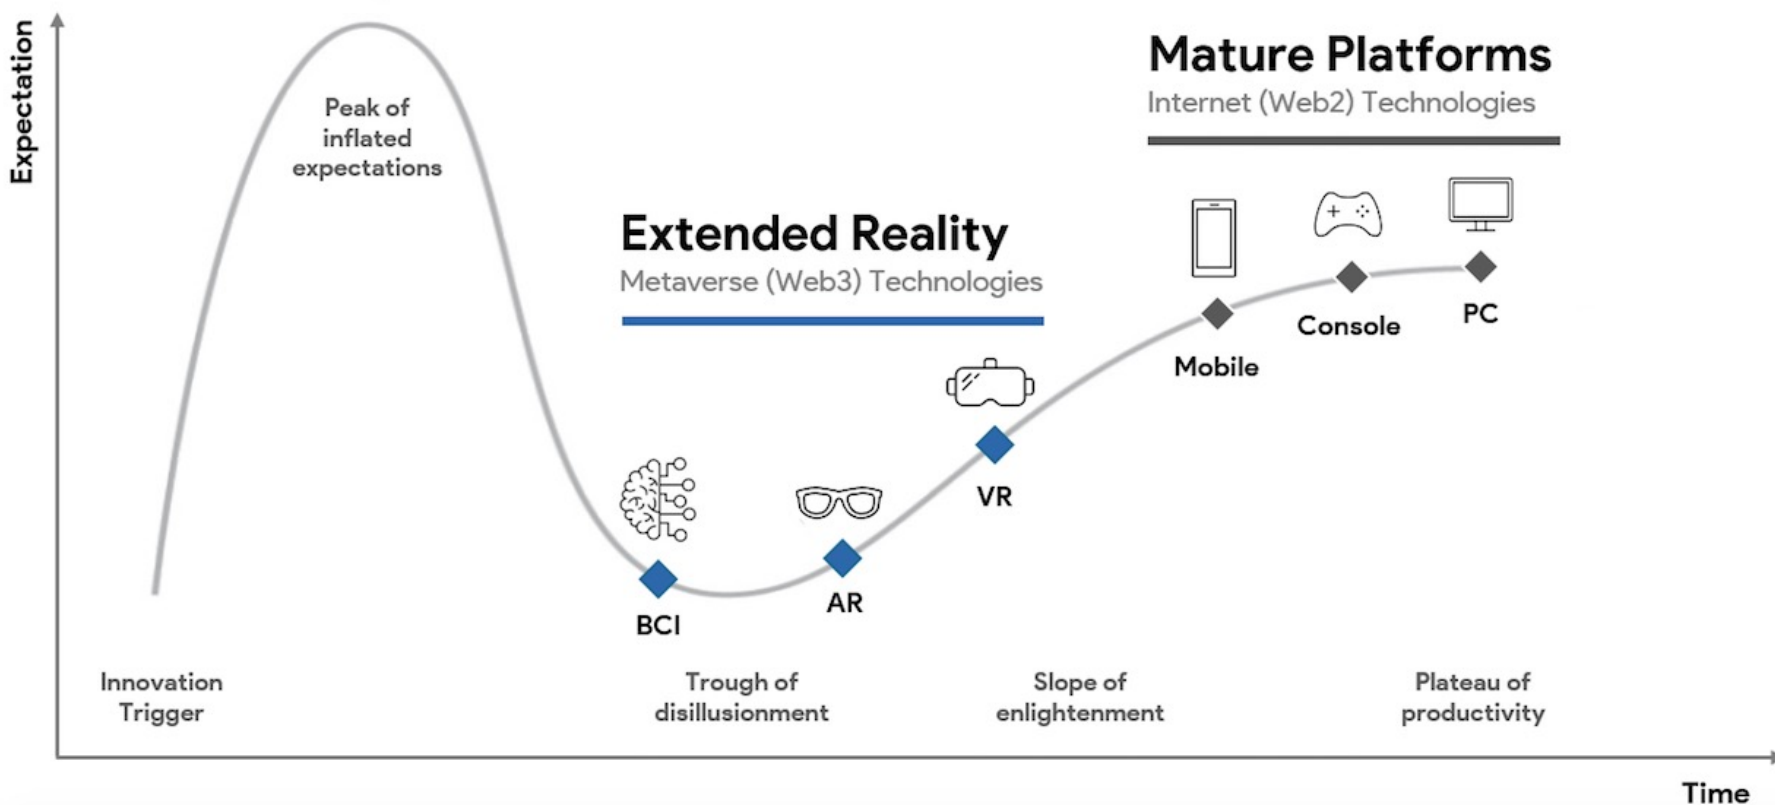 Expectation
Peak of
inflated
expectations
Extended Reality
Metaverse (Web3) Technologies
Mature Platforms
Internet (Web2) Technologies
BCI
AR
VR
Mobile
Console
PC
Innovation
Trigger
Trough of
disillusionment
Slope of
enlightenment
Plateau of
productivity
Time